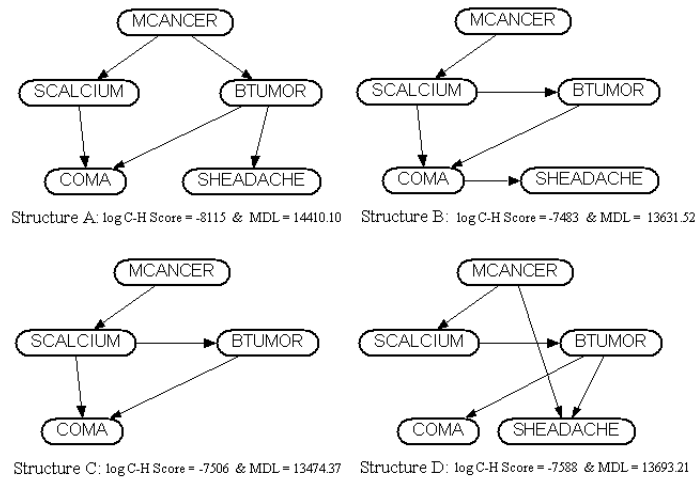 MCANCER
SCALCIUM
BTUMOR
COMA
SHEADACHE
Structure A: log C-H Score = -8115 & MDL = 14410.10
MCANCER
SCALCIUM
BTUMOR
COMA
SHEADACHE
Structure B: log C-H Score = -7483 & MDL = 13631.52
MCANCER
SCALCIUM
BTUMOR
COMA
Structure C: log C-H Score = -7506 & MDL = 13474.37
MCANCER
SCALCIUM
BTUMOR
COMA
SHEADACHE
Structure D: log C-H Score = -7588 & MDL = 13693.21